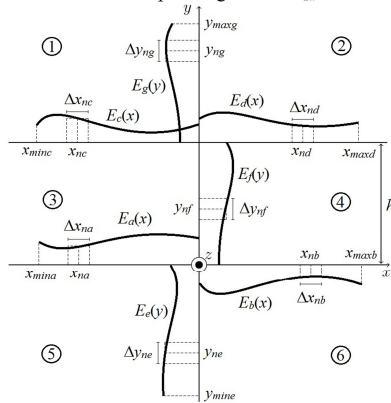 y
① y_maxg ②
Δy_ng y_ng
E_g(y)
Δx_nc E_c(x) E_d(x) Δx_nd
x_minc x_nc x_nd x_maxd
③ E_f(y) ④ h
Δx_na E_a(x) y_nf Δy_nf
z x_nb x_maxb
x_mina x_na x
E_b(x) Δx_nb
E_e(y)
⑤ Δy_ne y_ne ⑥
y_mine